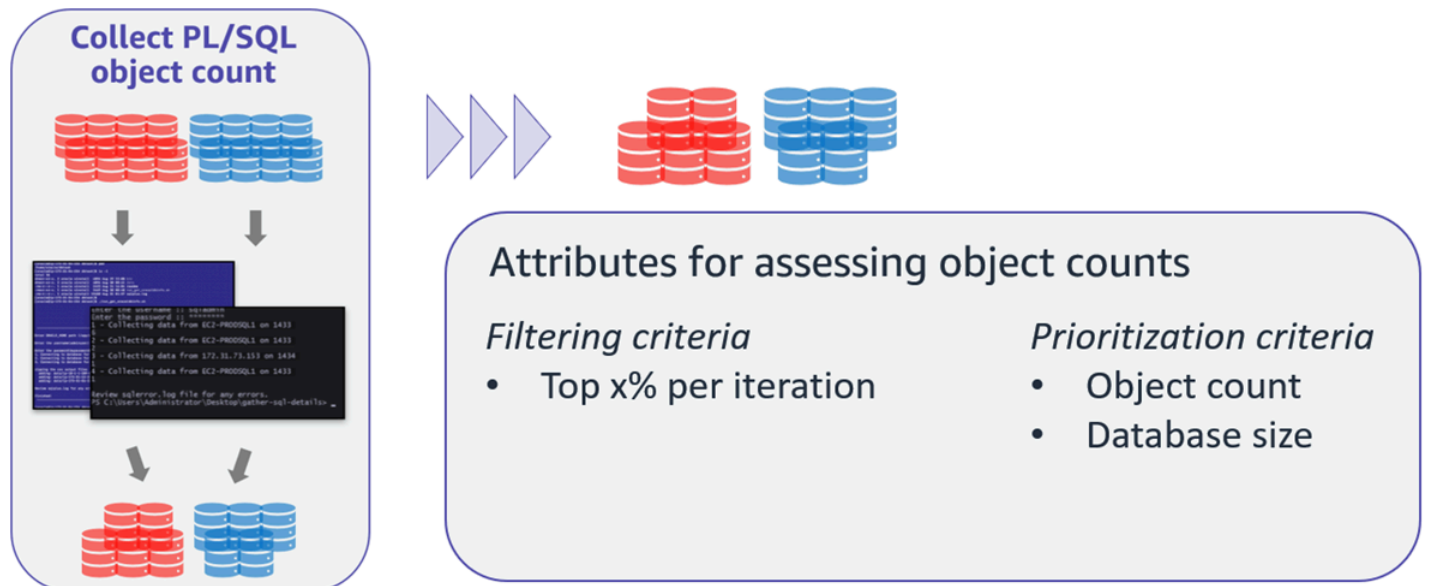 Collect PL/SQL
object count
Enter the username :: sqladmin
Enter the password :: ********
1 - Collecting data from EC2-PRODSQL1 on 1433
2 - Collecting data from EC2-PRODSQL1 on 1433
3 - Collecting data from 172.31.73.153 on 1434
4 - Collecting data from EC2-PRODSQL1 on 1433
Review sqlerror.log file for any errors.
PS C:\Users\Administrator\Desktop\gather-sql-details>
Attributes for assessing object counts
Filtering criteria
• Top x% per iteration
Prioritization criteria
• Object count
• Database size